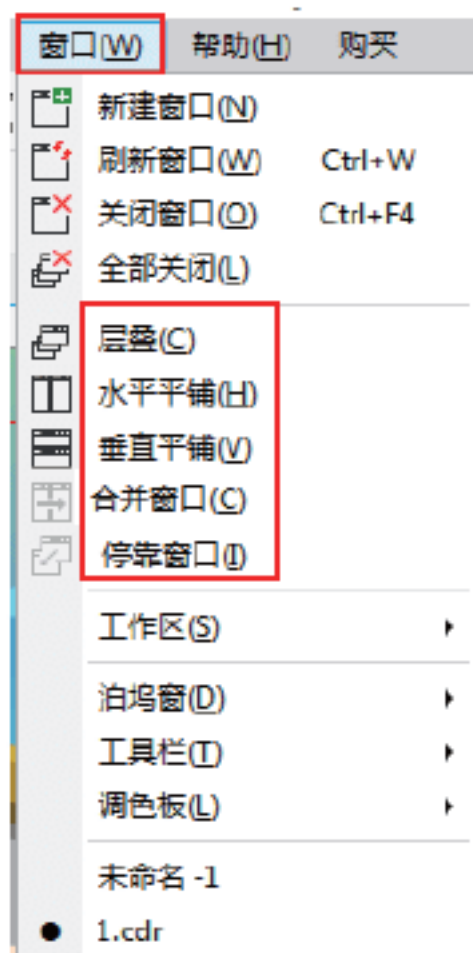 窗口(W) 帮助(H) 购买
新建窗口(N)
刷新窗口(W) Ctrl+W
关闭窗口(O) Ctrl+F4
全部关闭(L)
层叠(C)
水平平铺(H)
垂直平铺(V)
合并窗口(C)
停靠窗口(I)
工作区(S)
泊坞窗(D)
工具栏(T)
调色板(L)
未命名 -1
1.cdr